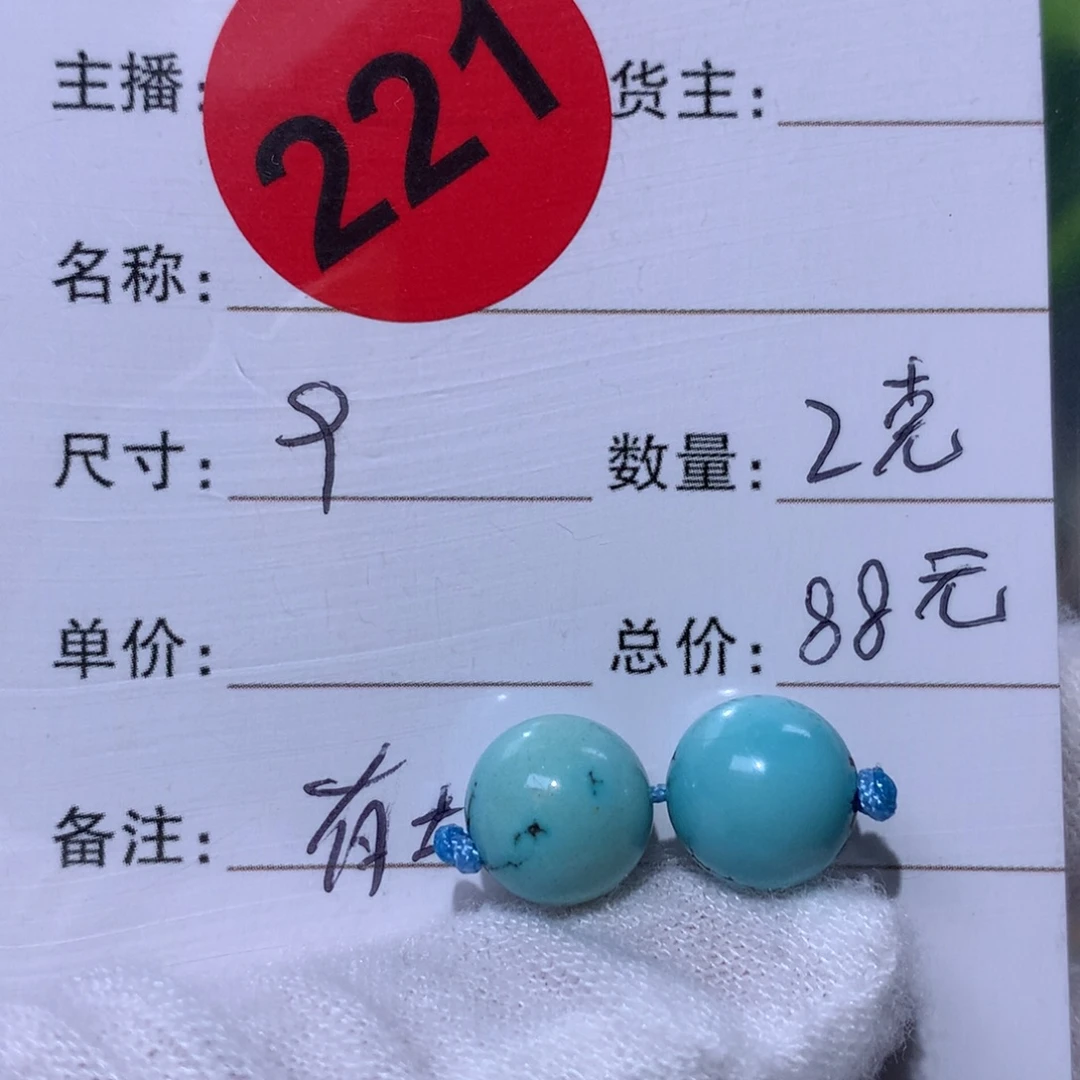 主播: 221 货主:
名称:
尺寸: 9 数量: 2克
单价: 总价: 88元
备注: 有